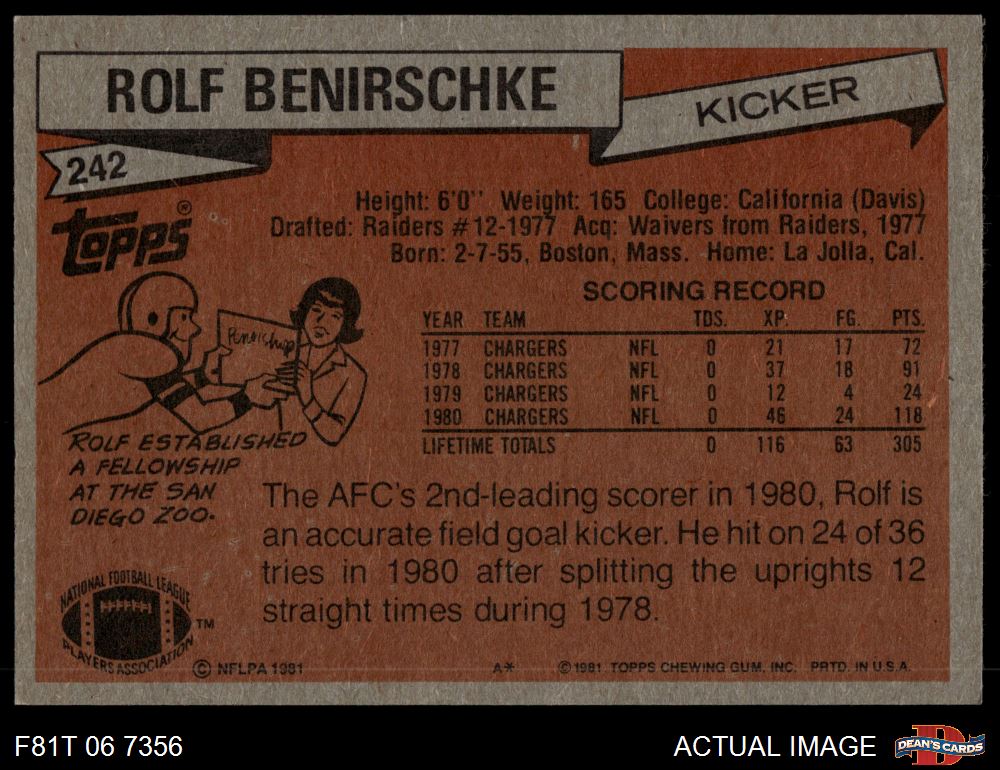 ROLF BENIRSCHKE
KICKER
242
Topps®
Height: 6'0'' Weight: 165 College: California (Davis)
Drafted: Raiders #12-1977 Acq: Waivers from Raiders, 1977
Born: 2-7-55, Boston, Mass. Home: La Jolla, Cal.
SCORING RECORD
YEAR TEAM TDS. XP. FG. PTS.
1977 CHARGERS NFL 0 21 17 72
1978 CHARGERS NFL 0 37 18 91
1979 CHARGERS NFL 0 12 4 24
1980 CHARGERS NFL 0 46 24 118
LIFETIME TOTALS 0 116 63 305
ROLF ESTABLISHED
A FELLOWSHIP
AT THE SAN
DIEGO ZOO.
The AFC's 2nd-leading scorer in 1980, Rolf is
an accurate field goal kicker. He hit on 24 of 36
tries in 1980 after splitting the uprights 12
straight times during 1978.
NATIONAL FOOTBALL LEAGUE
PLAYERS ASSOCIATION
TM
© NFLPA 1981 A* © 1981 TOPPS CHEWING GUM, INC. PRTD. IN U.S.A.
F81T 06 7356
ACTUAL IMAGE
D
DEAN'S CARDS